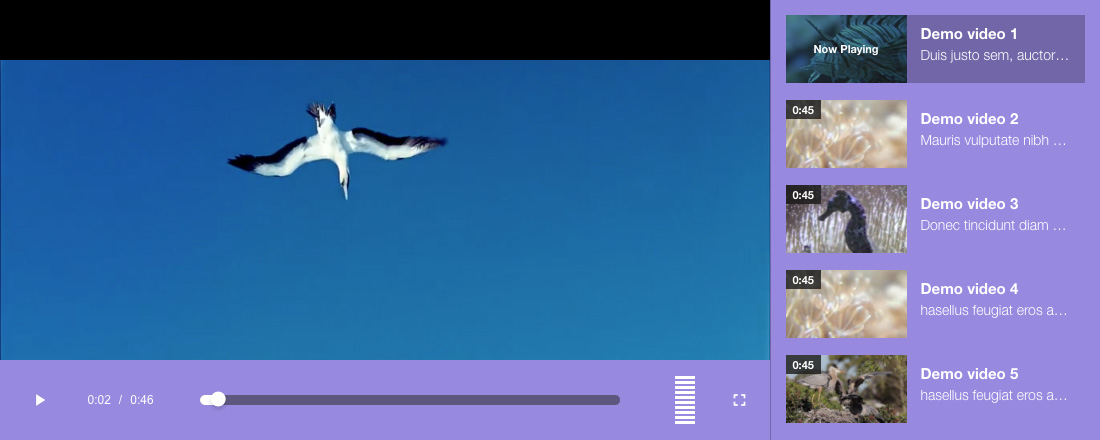 Now Playing
Demo video 1
Duis justo sem, auctor…
0:45
Demo video 2
Mauris vulputate nibh …
0:45
Demo video 3
Donec tincidunt diam …
0:45
Demo video 4
hasellus feugiat eros a…
0:45
Demo video 5
hasellus feugiat eros a…
0:02 / 0:46